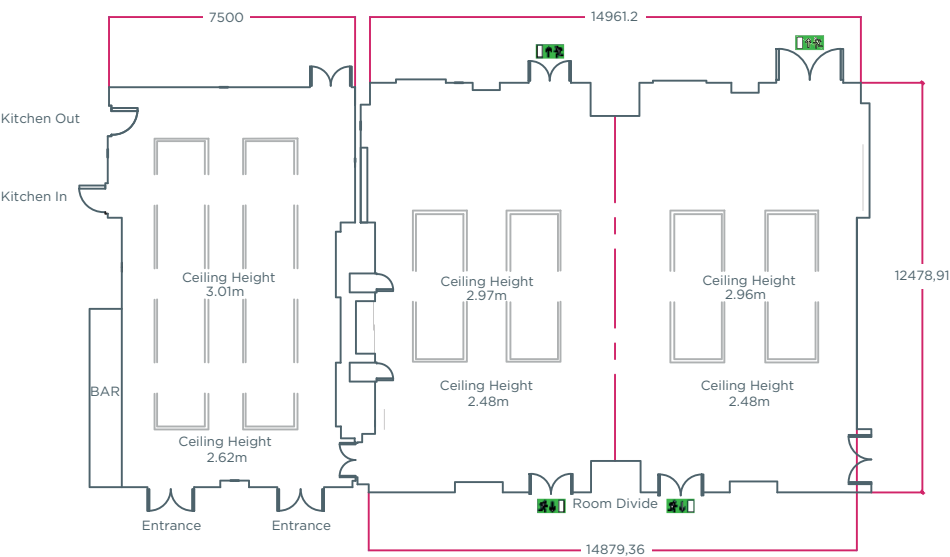 7500
14961.2
Kitchen Out
Kitchen In
Ceiling Height
3.01m
Ceiling Height
2.97m
Ceiling Height
2.96m
12478,91
BAR
Ceiling Height
2.48m
Ceiling Height
2.48m
Ceiling Height
2.62m
Entrance
Entrance
Room Divide
14879,36